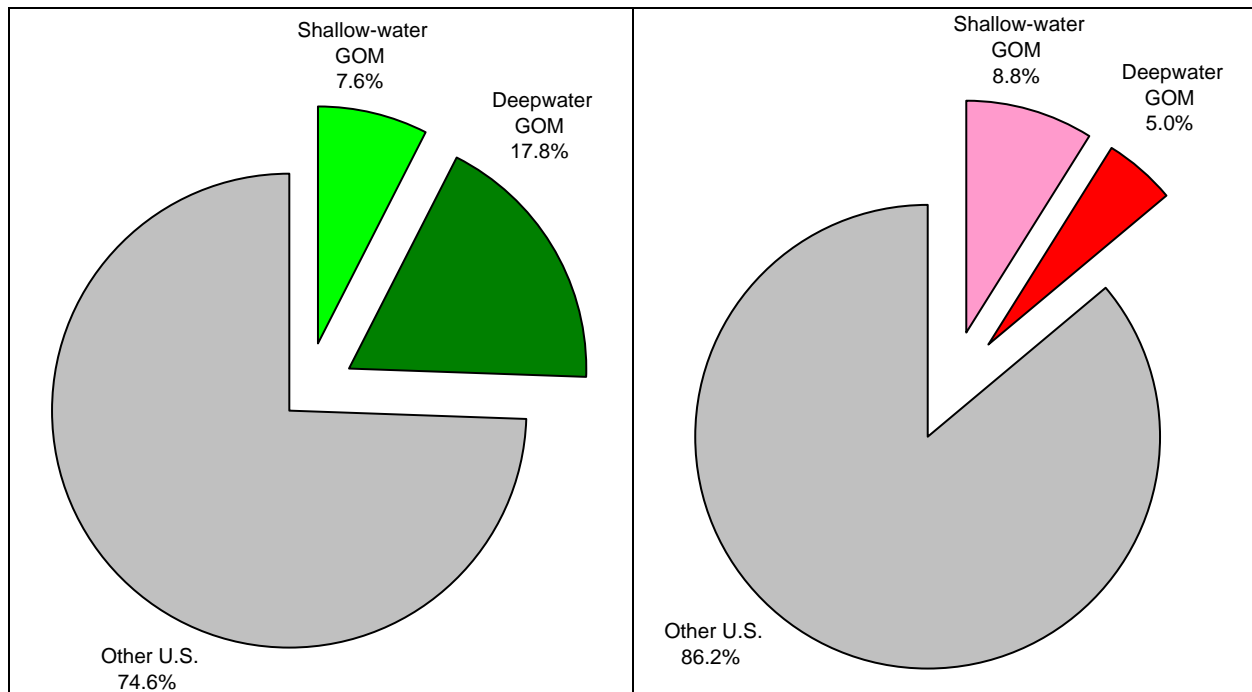 Shallow-water
GOM
7.6%
Deepwater
GOM
17.8%
Other U.S.
74.6%
Shallow-water
GOM
8.8%
Deepwater
GOM
5.0%
Other U.S.
86.2%